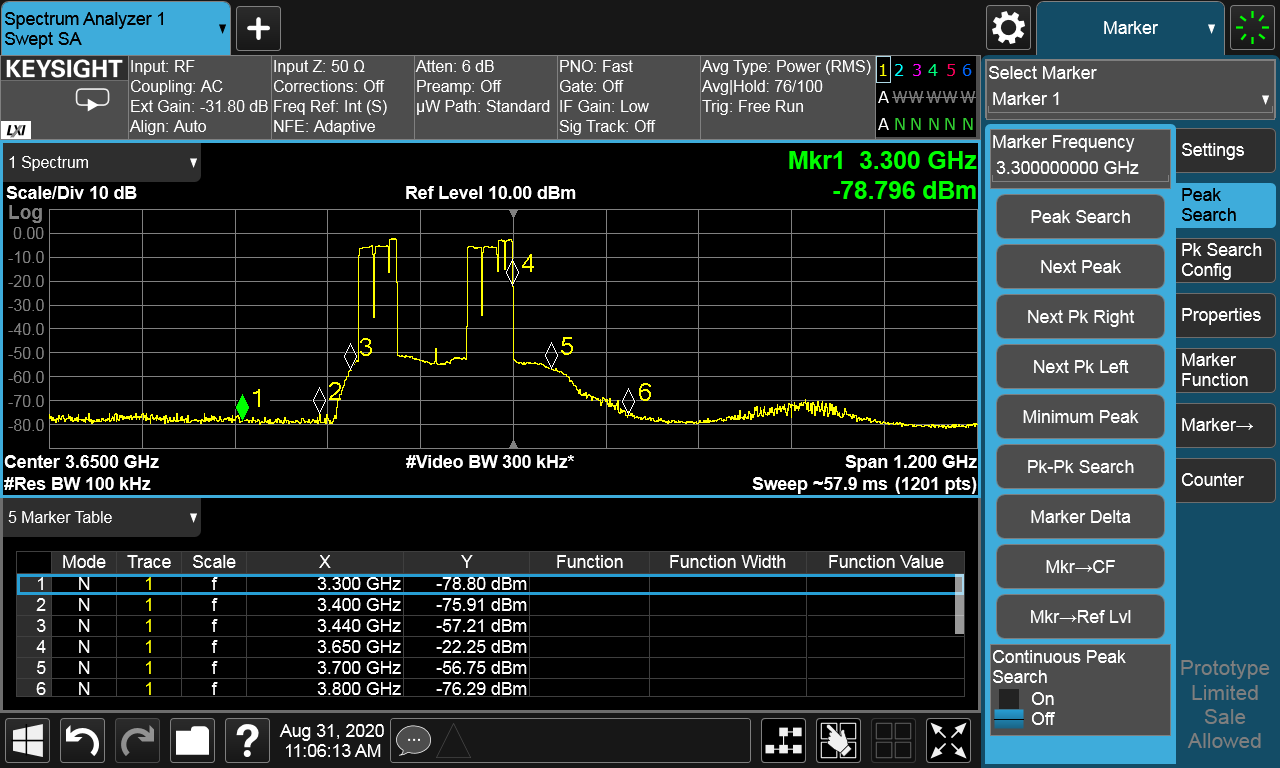 Spectrum Analyzer 1
Swept SA
+
Marker
KEYSIGHT
LXI
Input: RF
Coupling: AC
Ext Gain: -31.80 dB
Align: Auto
Input Z: 50 Ω
Corrections: Off
Freq Ref: Int (S)
NFE: Adaptive
Atten: 6 dB
Preamp: Off
µW Path: Standard
PNO: Fast
Gate: Off
IF Gain: Low
Sig Track: Off
Avg Type: Power (RMS)
Avg|Hold: 76/100
Trig: Free Run
1 2 3 4 5 6
A W W W W W
A N N N N N
Select Marker
Marker 1
1 Spectrum
Mkr1 3.300 GHz
-78.796 dBm
Scale/Div 10 dB
Ref Level 10.00 dBm
Log
0.00
-10.0
-20.0
-30.0
-40.0
-50.0
-60.0
-70.0
-80.0
1
2
3
4
5
6
Center 3.6500 GHz
#Video BW 300 kHz*
Span 1.200 GHz
#Res BW 100 kHz
Sweep ~57.9 ms (1201 pts)
5 Marker Table
Mode Trace Scale X Y Function Function Width Function Value
1 N 1 f 3.300 GHz -78.80 dBm
2 N 1 f 3.400 GHz -75.91 dBm
3 N 1 f 3.440 GHz -57.21 dBm
4 N 1 f 3.650 GHz -22.25 dBm
5 N 1 f 3.700 GHz -56.75 dBm
6 N 1 f 3.800 GHz -76.29 dBm
Marker Frequency
3.300000000 GHz
Peak Search
Next Peak
Next Pk Right
Next Pk Left
Minimum Peak
Pk-Pk Search
Marker Delta
Mkr→CF
Mkr→Ref Lvl
Continuous Peak
Search
On
Off
Settings
Peak
Search
Pk Search
Config
Properties
Marker
Function
Marker→
Counter
Prototype
Limited
Sale
Allowed
?
Aug 31, 2020
11:06:13 AM